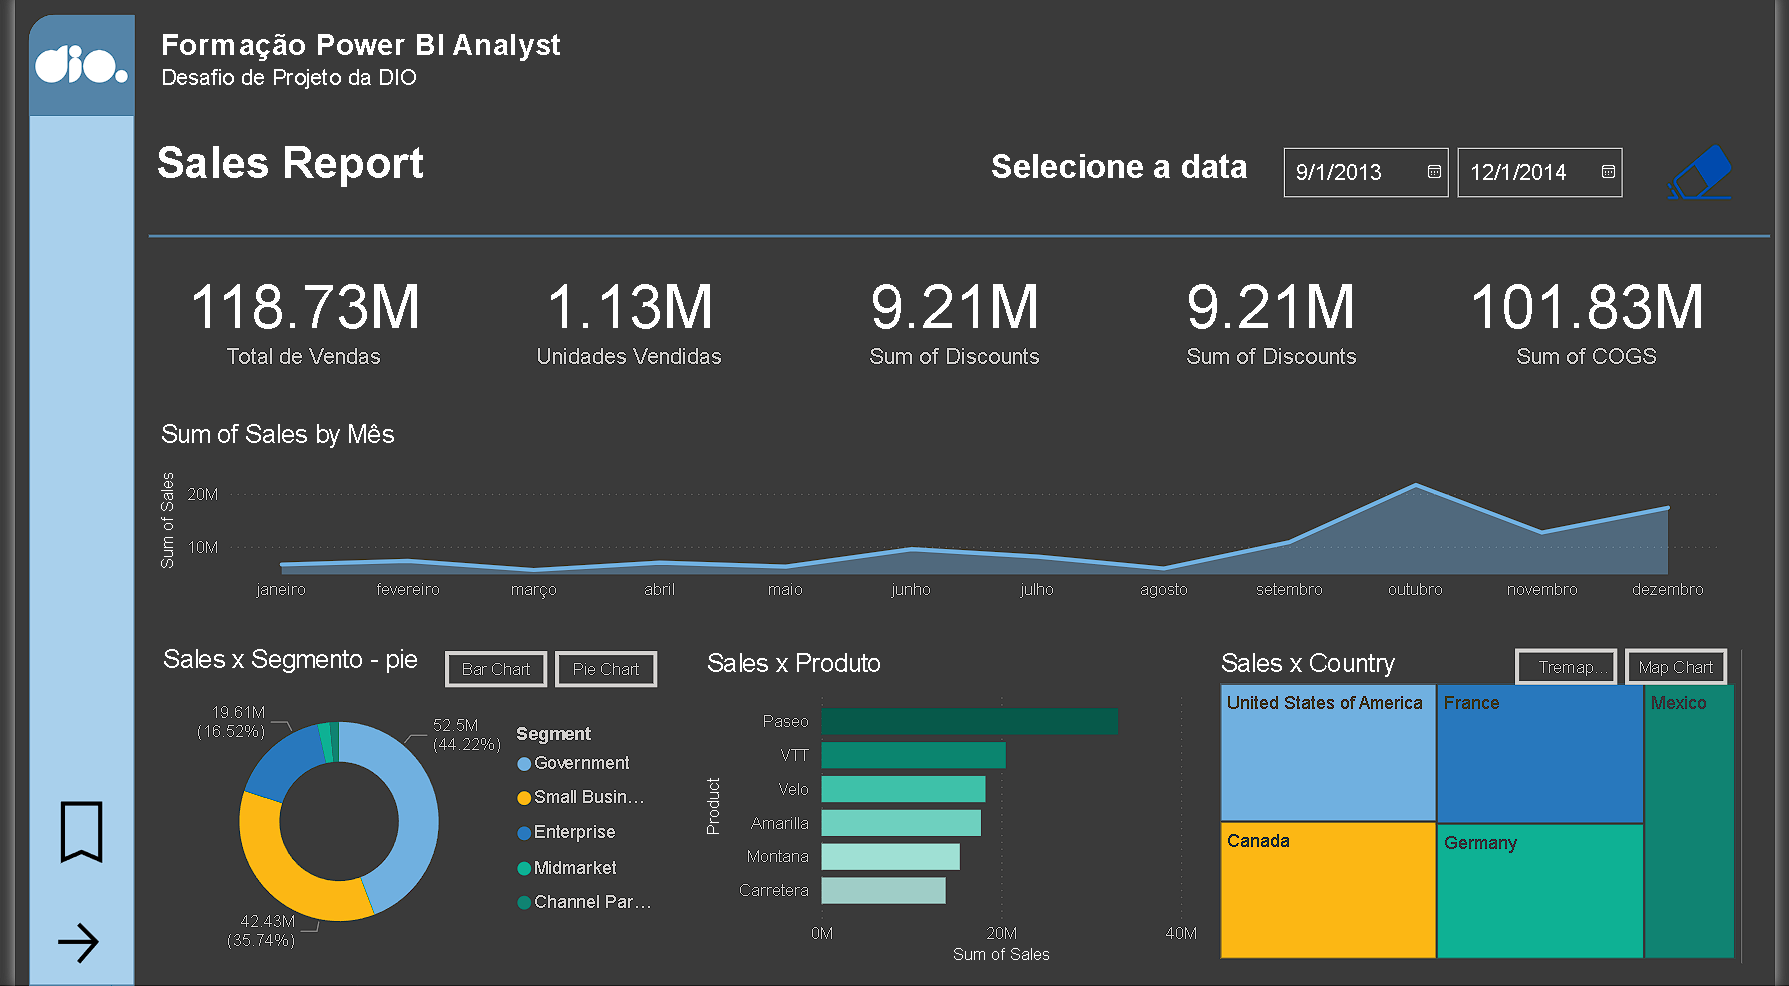 dio.
Formação Power BI Analyst
Desafio de Projeto da DIO
Sales Report
Selecione a data
9/1/2013
12/1/2014
118.73M
Total de Vendas
1.13M
Unidades Vendidas
9.21M
Sum of Discounts
9.21M
Sum of Discounts
101.83M
Sum of COGS
Sum of Sales by Mês
Sum of Sales
20M
10M
janeiro
fevereiro
março
abril
maio
junho
julho
agosto
setembro
outubro
novembro
dezembro
Sales x Segmento - pie
Bar Chart
Pie Chart
19.61M
(16.52%)
52.5M
(44.22%)
42.43M
(35.74%)
Segment
Government
Small Busin...
Enterprise
Midmarket
Channel Par...
Sales x Produto
Product
Paseo
VTT
Velo
Amarilla
Montana
Carretera
0M
20M
40M
Sum of Sales
Sales x Country
Tremap...
Map Chart
United States of America
France
Mexico
Canada
Germany